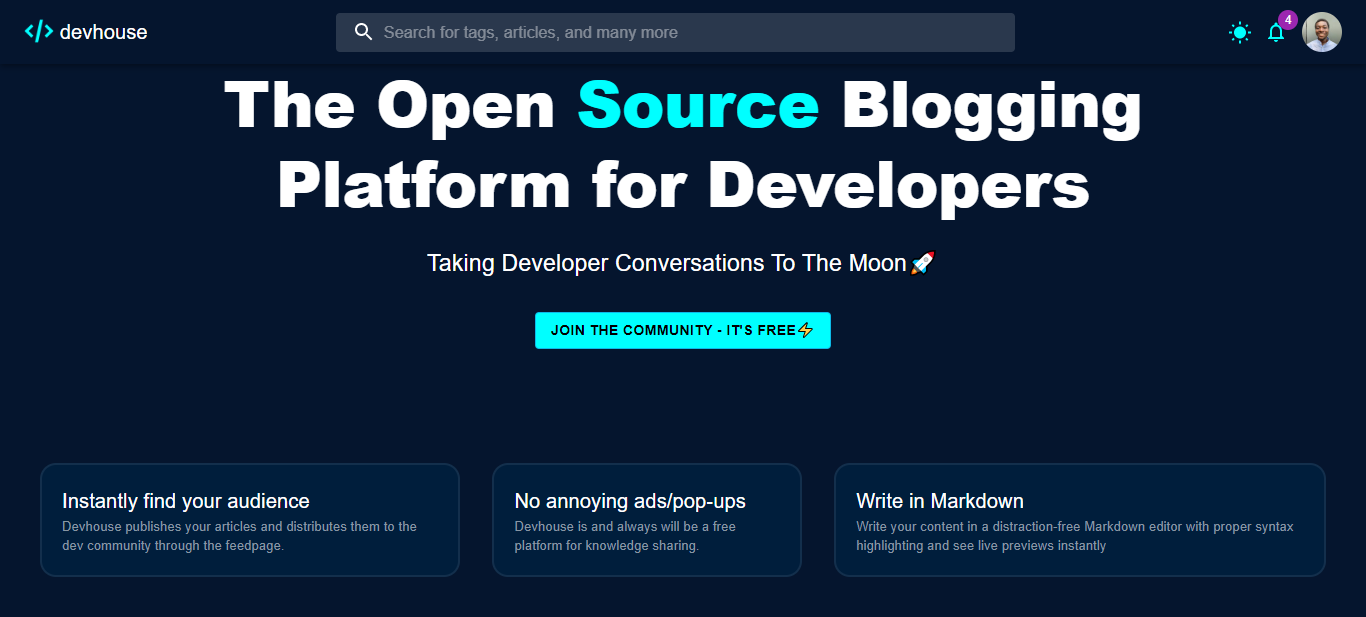 </> devhouse
Search for tags, articles, and many more
4
The Open Source Blogging
Platform for Developers
Taking Developer Conversations To The Moon🚀
JOIN THE COMMUNITY - IT'S FREE⚡
Instantly find your audience
Devhouse publishes your articles and distributes them to the
dev community through the feedpage.
No annoying ads/pop-ups
Devhouse is and always will be a free
platform for knowledge sharing.
Write in Markdown
Write your content in a distraction-free Markdown editor with proper syntax
highlighting and see live previews instantly